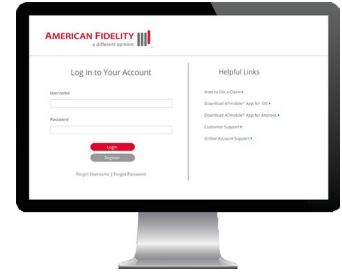 AMERICAN FIDELITY
a different opinion
Log in to Your Account
Username
Password
Login
Register
Forgot Username | Forgot Password
Helpful Links
How to File a Claim
Download AFmobile® App for iOS
Download AFmobile® App for Android
Customer Support
Online Account Support